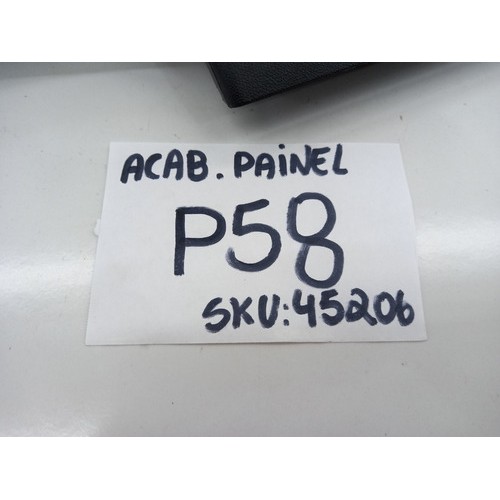 ACAB. PAINEL
P58
SKU: 45206